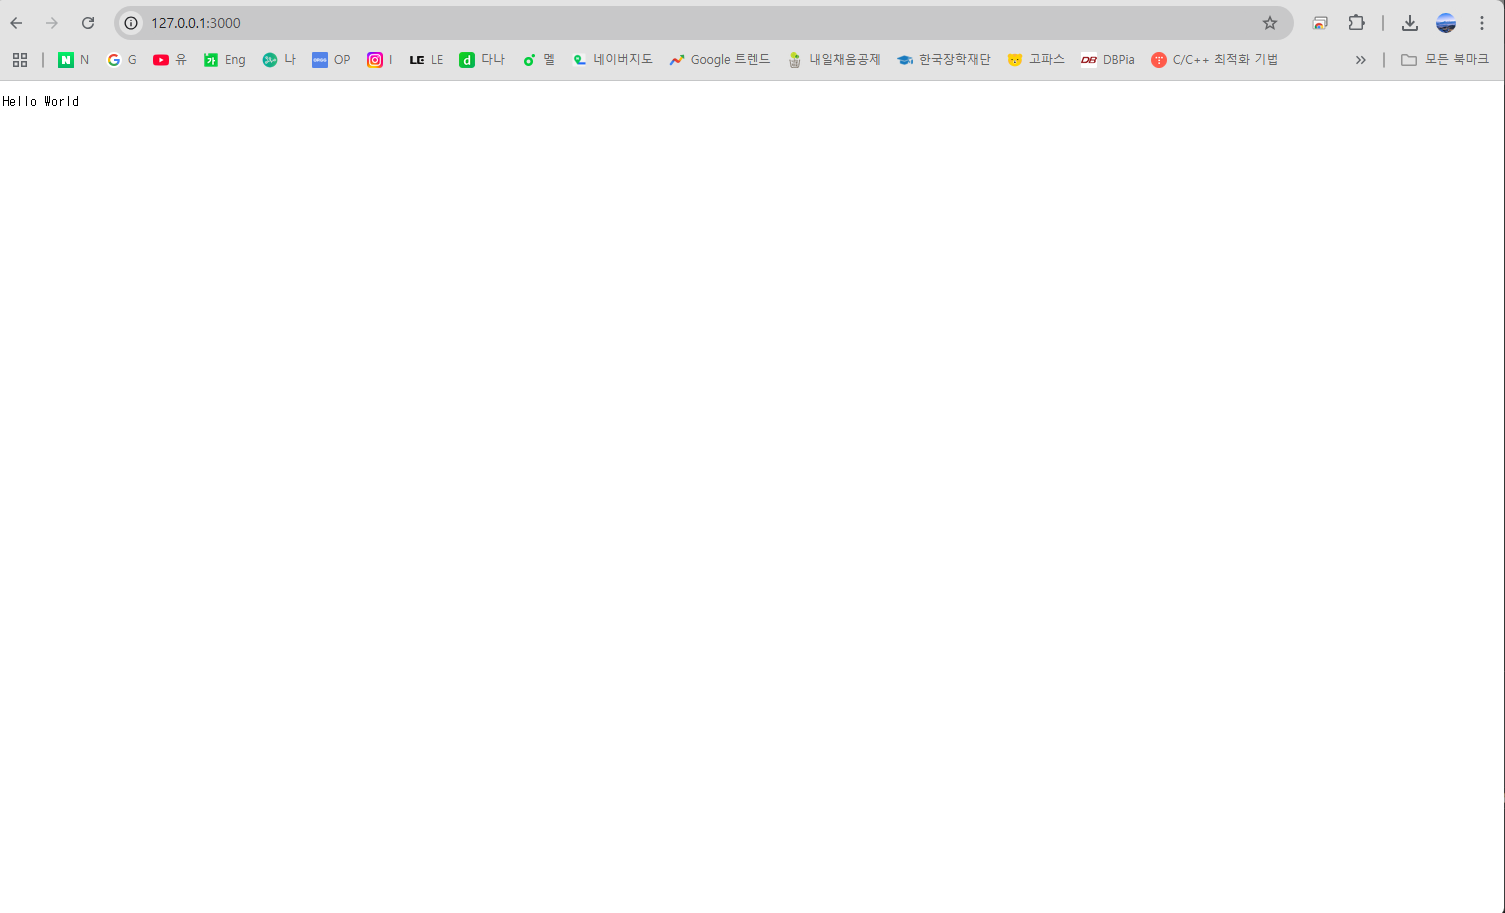 127.0.0.1:3000
N G 유 Eng 나 OP I LE 다나 멜 네이버지도 Google 트렌드 내일채움공제 한국장학재단 고파스 DBPia C/C++ 최적화 기법 » 모든 북마크
Hello World